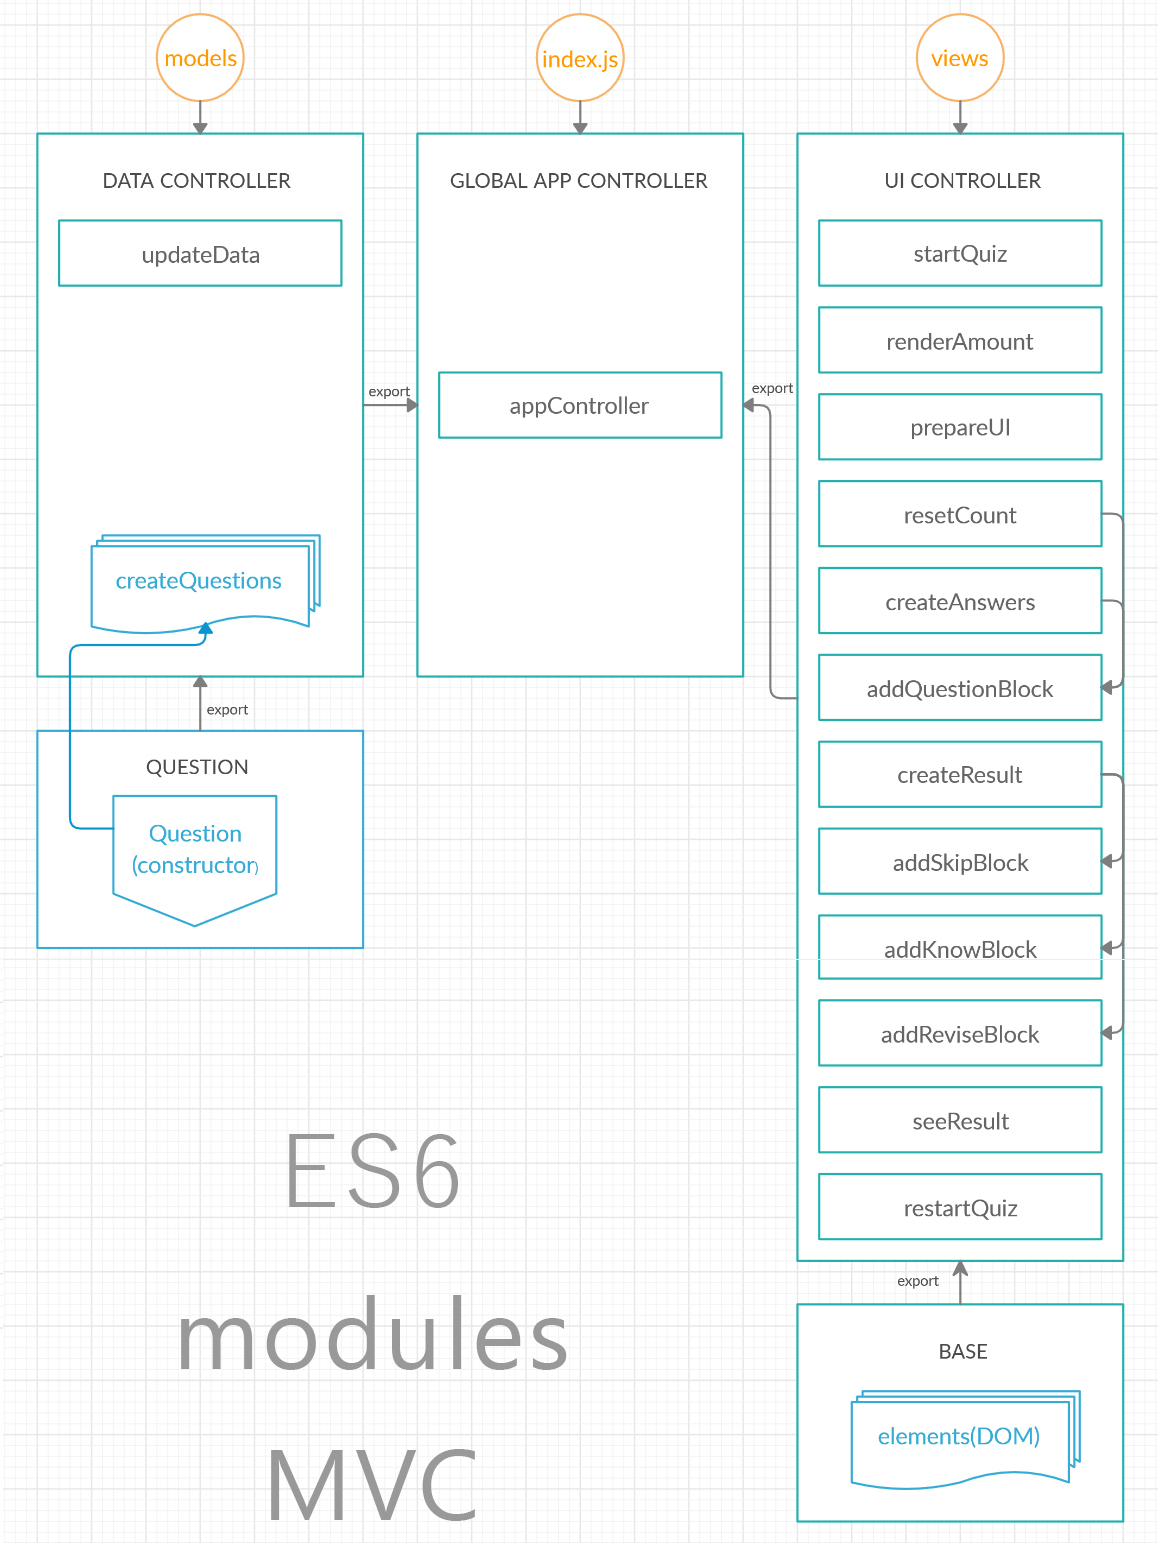 models
index.js
views
DATA CONTROLLER
updateData
createQuestions
export
QUESTION
Question
(constructor)
export
GLOBAL APP CONTROLLER
appController
export
UI CONTROLLER
startQuiz
renderAmount
prepareUI
resetCount
createAnswers
addQuestionBlock
createResult
addSkipBlock
addKnowBlock
addReviseBlock
seeResult
restartQuiz
export
BASE
elements(DOM)
ES6
modules
MVC